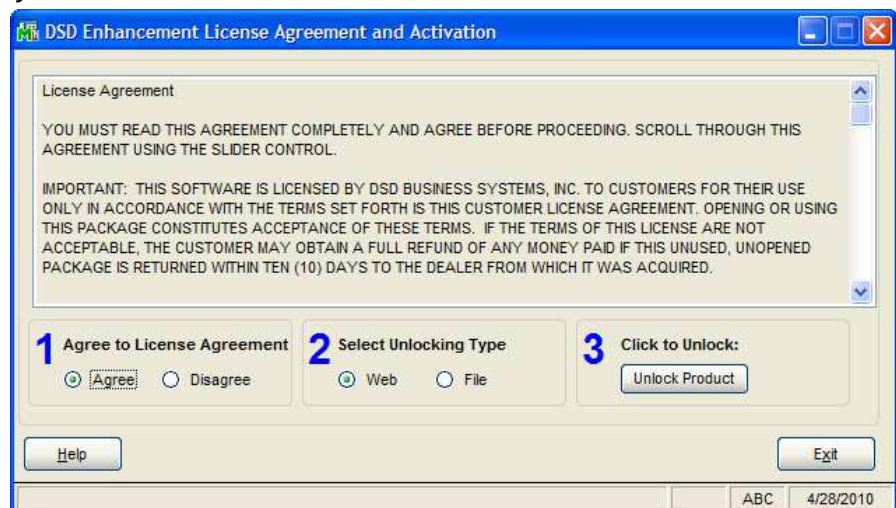 DSD Enhancement License Agreement and Activation
License Agreement
YOU MUST READ THIS AGREEMENT COMPLETELY AND AGREE BEFORE PROCEEDING. SCROLL THROUGH THIS
AGREEMENT USING THE SLIDER CONTROL.
IMPORTANT: THIS SOFTWARE IS LICENSED BY DSD BUSINESS SYSTEMS, INC. TO CUSTOMERS FOR THEIR USE
ONLY IN ACCORDANCE WITH THE TERMS SET FORTH IS THIS CUSTOMER LICENSE AGREEMENT. OPENING OR USING
THIS PACKAGE CONSTITUTES ACCEPTANCE OF THESE TERMS. IF THE TERMS OF THIS LICENSE ARE NOT
ACCEPTABLE, THE CUSTOMER MAY OBTAIN A FULL REFUND OF ANY MONEY PAID IF THIS UNUSED, UNOPENED
PACKAGE IS RETURNED WITHIN TEN (10) DAYS TO THE DEALER FROM WHICH IT WAS ACQUIRED.
1 Agree to License Agreement
Agree Disagree
2 Select Unlocking Type
Web File
3 Click to Unlock:
Unlock Product
Help Exit
ABC 4/28/2010